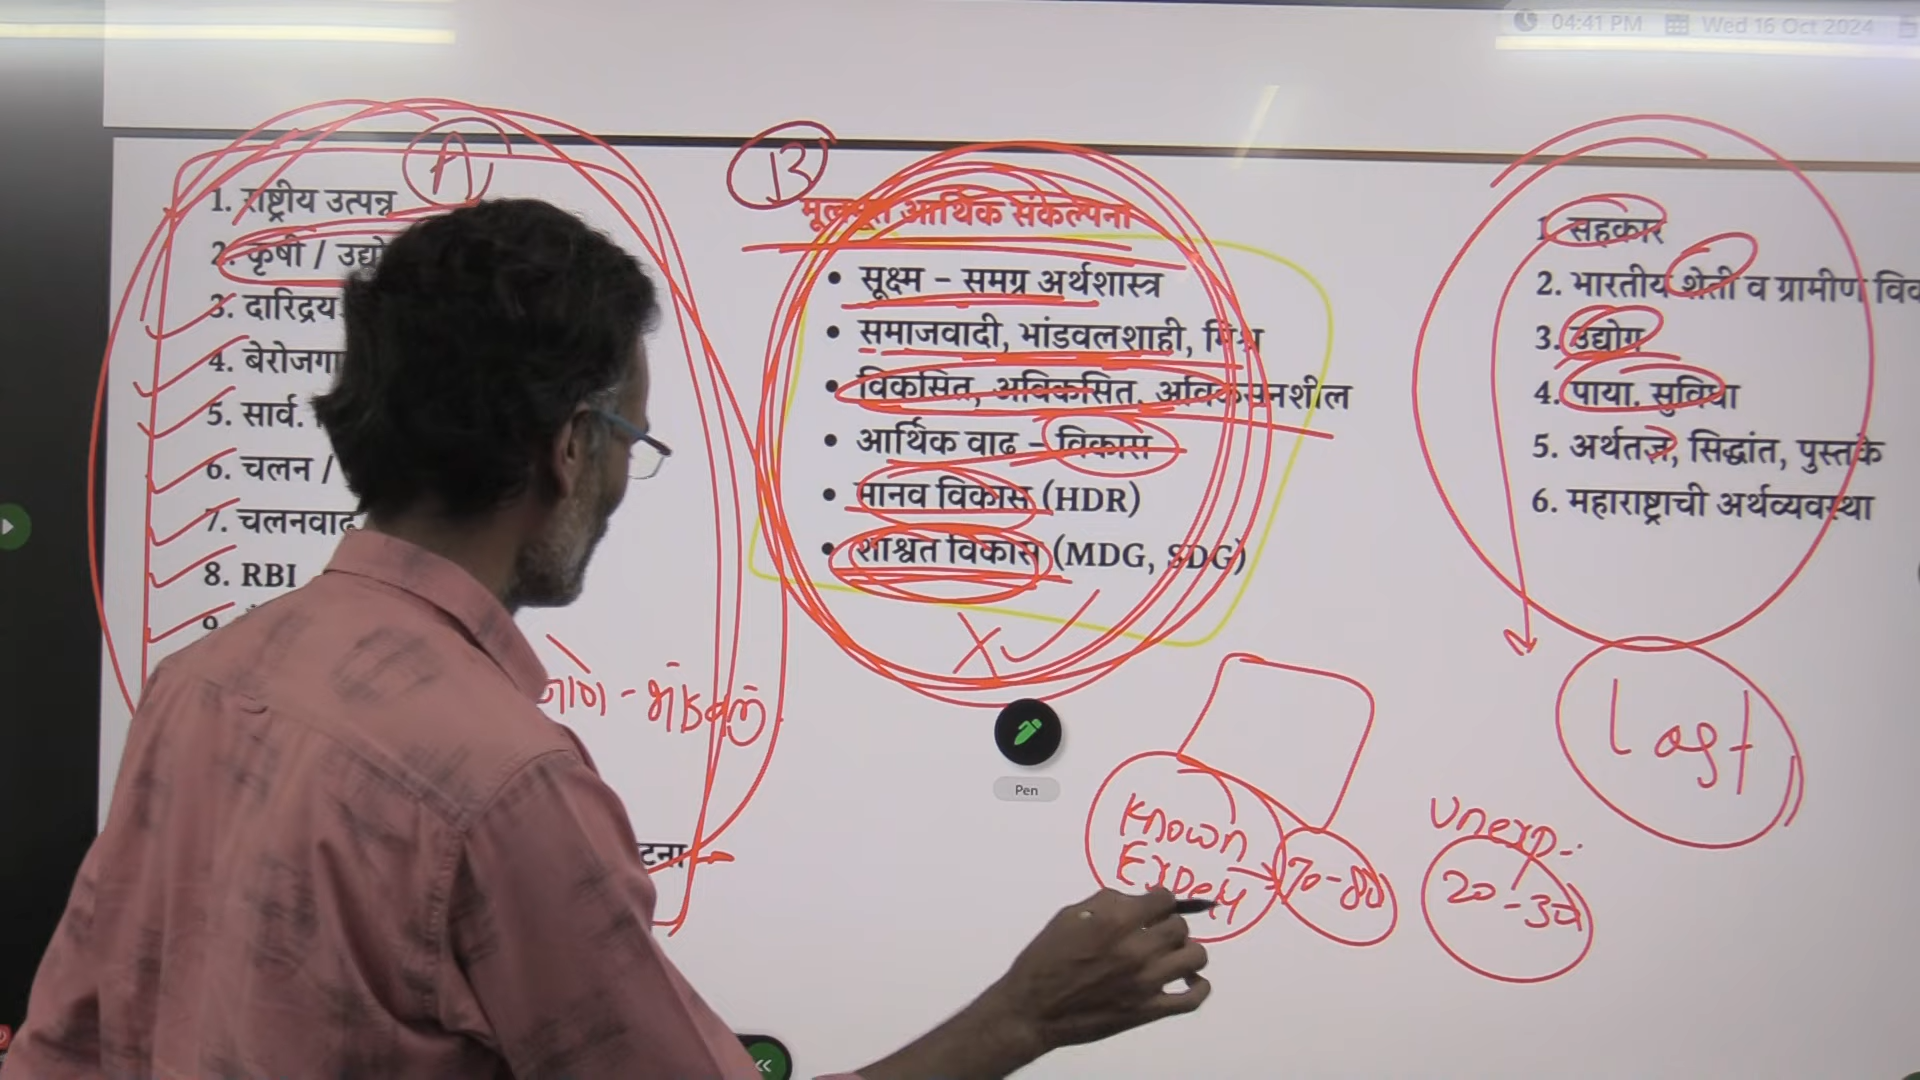 04:41 PM Wed 16 Oct 2024
A
1. राष्ट्रीय उत्पन्न
2. कृषी / उद्यो
3. दारिद्रय
4. बेरोजगा
5. सार्व.
6. चलन /
7. चलनवाढ
8. RBI
9.
टना
B
मूलभूत आर्थिक संकल्पना
• सूक्ष्म – समग्र अर्थशास्त्र
• समाजवादी, भांडवलशाही, मिश्र
• विकसित, अविकसित, अविकसनशील
• आर्थिक वाढ – विकास
• मानव विकास (HDR)
• शाश्वत विकास (MDG, SDG)
Pen
1. सहकार
2. भारतीय शेती व ग्रामीण विक
3. उद्योग
4. पाया. सुविधा
5. अर्थतज्ञ, सिद्धांत, पुस्तके
6. महाराष्ट्राची अर्थव्यवस्था
Last
Known
70-80
Unexp.
20-30